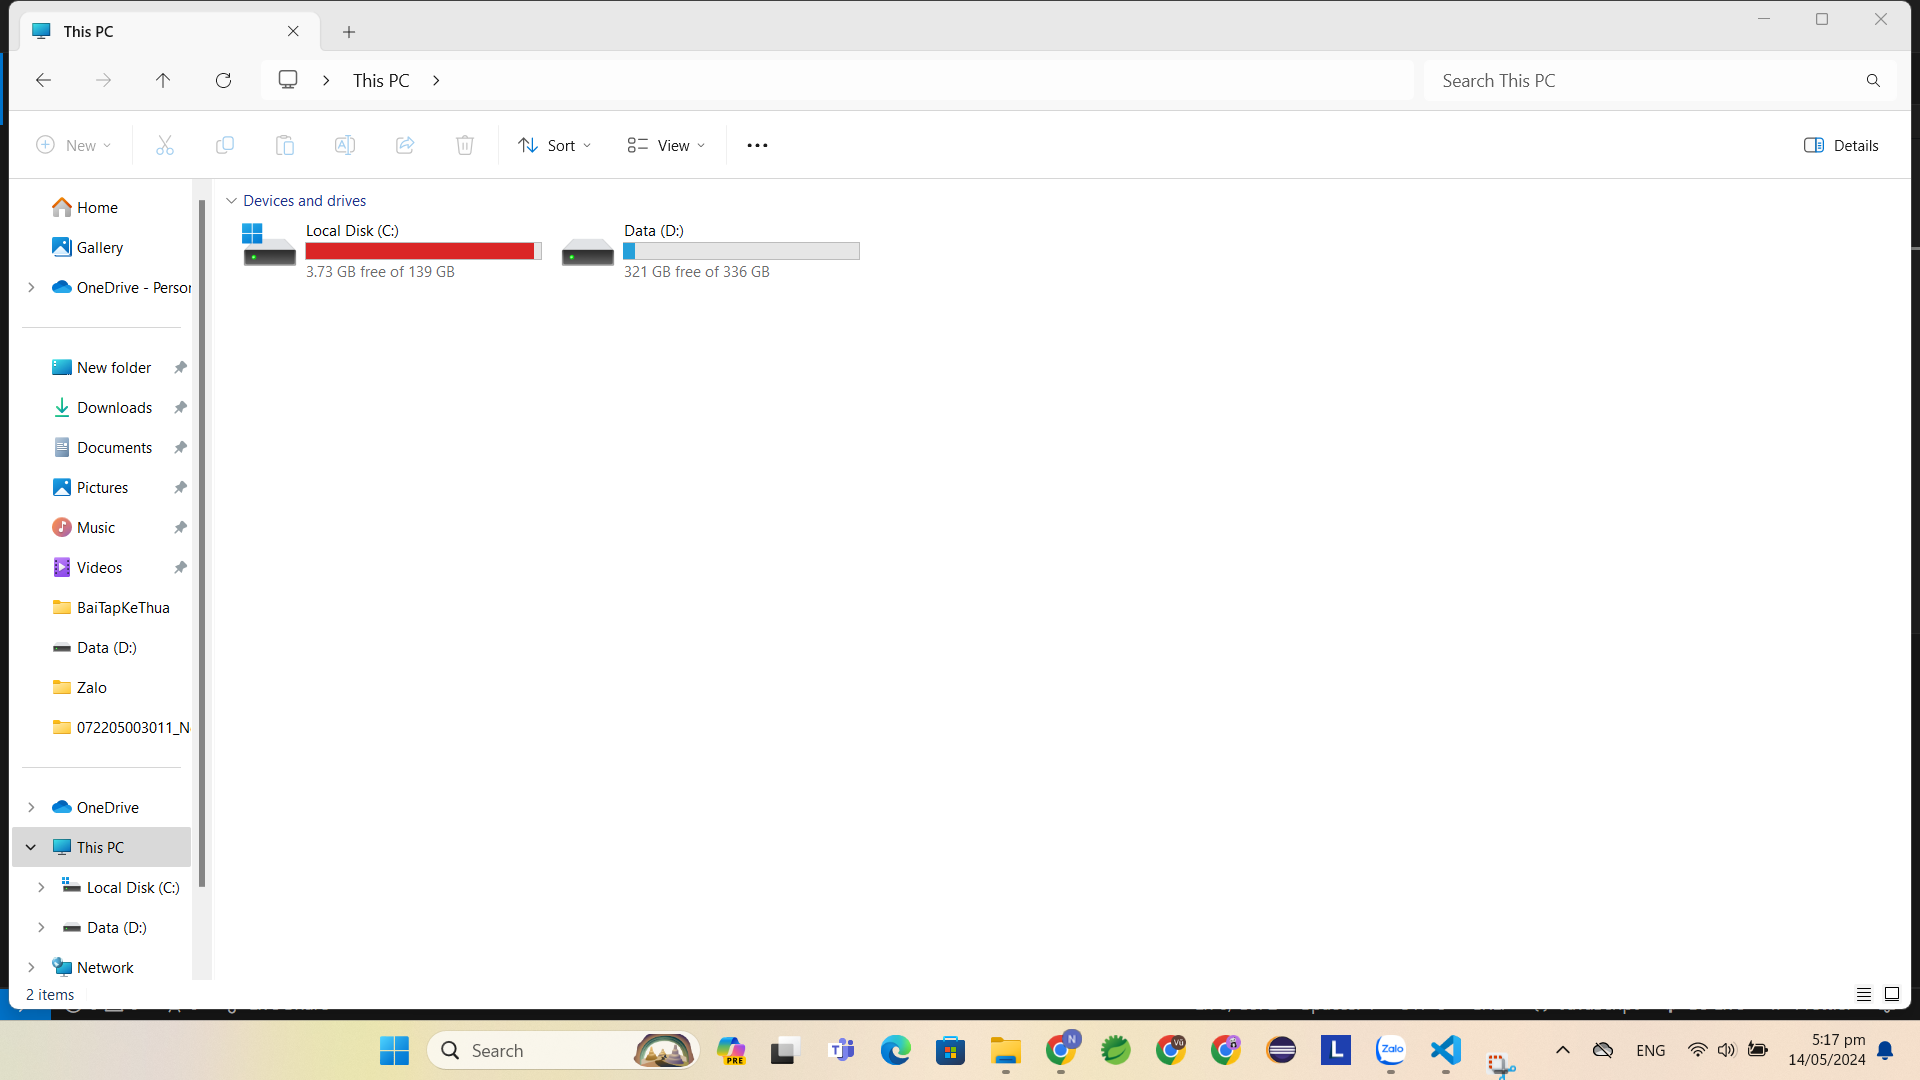 This PC
This PC
Search This PC
New
Sort
View
Details
Home
Gallery
OneDrive - Person
New folder
Downloads
Documents
Pictures
Music
Videos
BaiTapKeThua
Data (D:)
Zalo
072205003011_N
OneDrive
This PC
Local Disk (C:)
Data (D:)
Network
Devices and drives
Local Disk (C:)
3.73 GB free of 139 GB
Data (D:)
321 GB free of 336 GB
2 items
Search
PRE
N
Vũ
L
Zalo
ENG
5:17 pm
14/05/2024